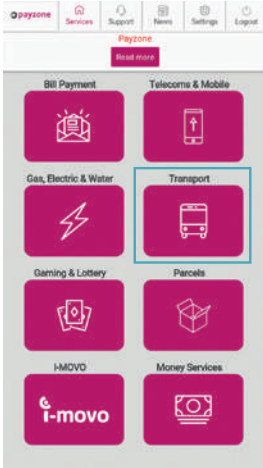 payzone Services Support News Settings Logout
Payzone
Read more
Bill Payment Telecoms & Mobile
Gas, Electric & Water Transport
Gaming & Lottery Parcels
I-MOVO Money Services
i-movo